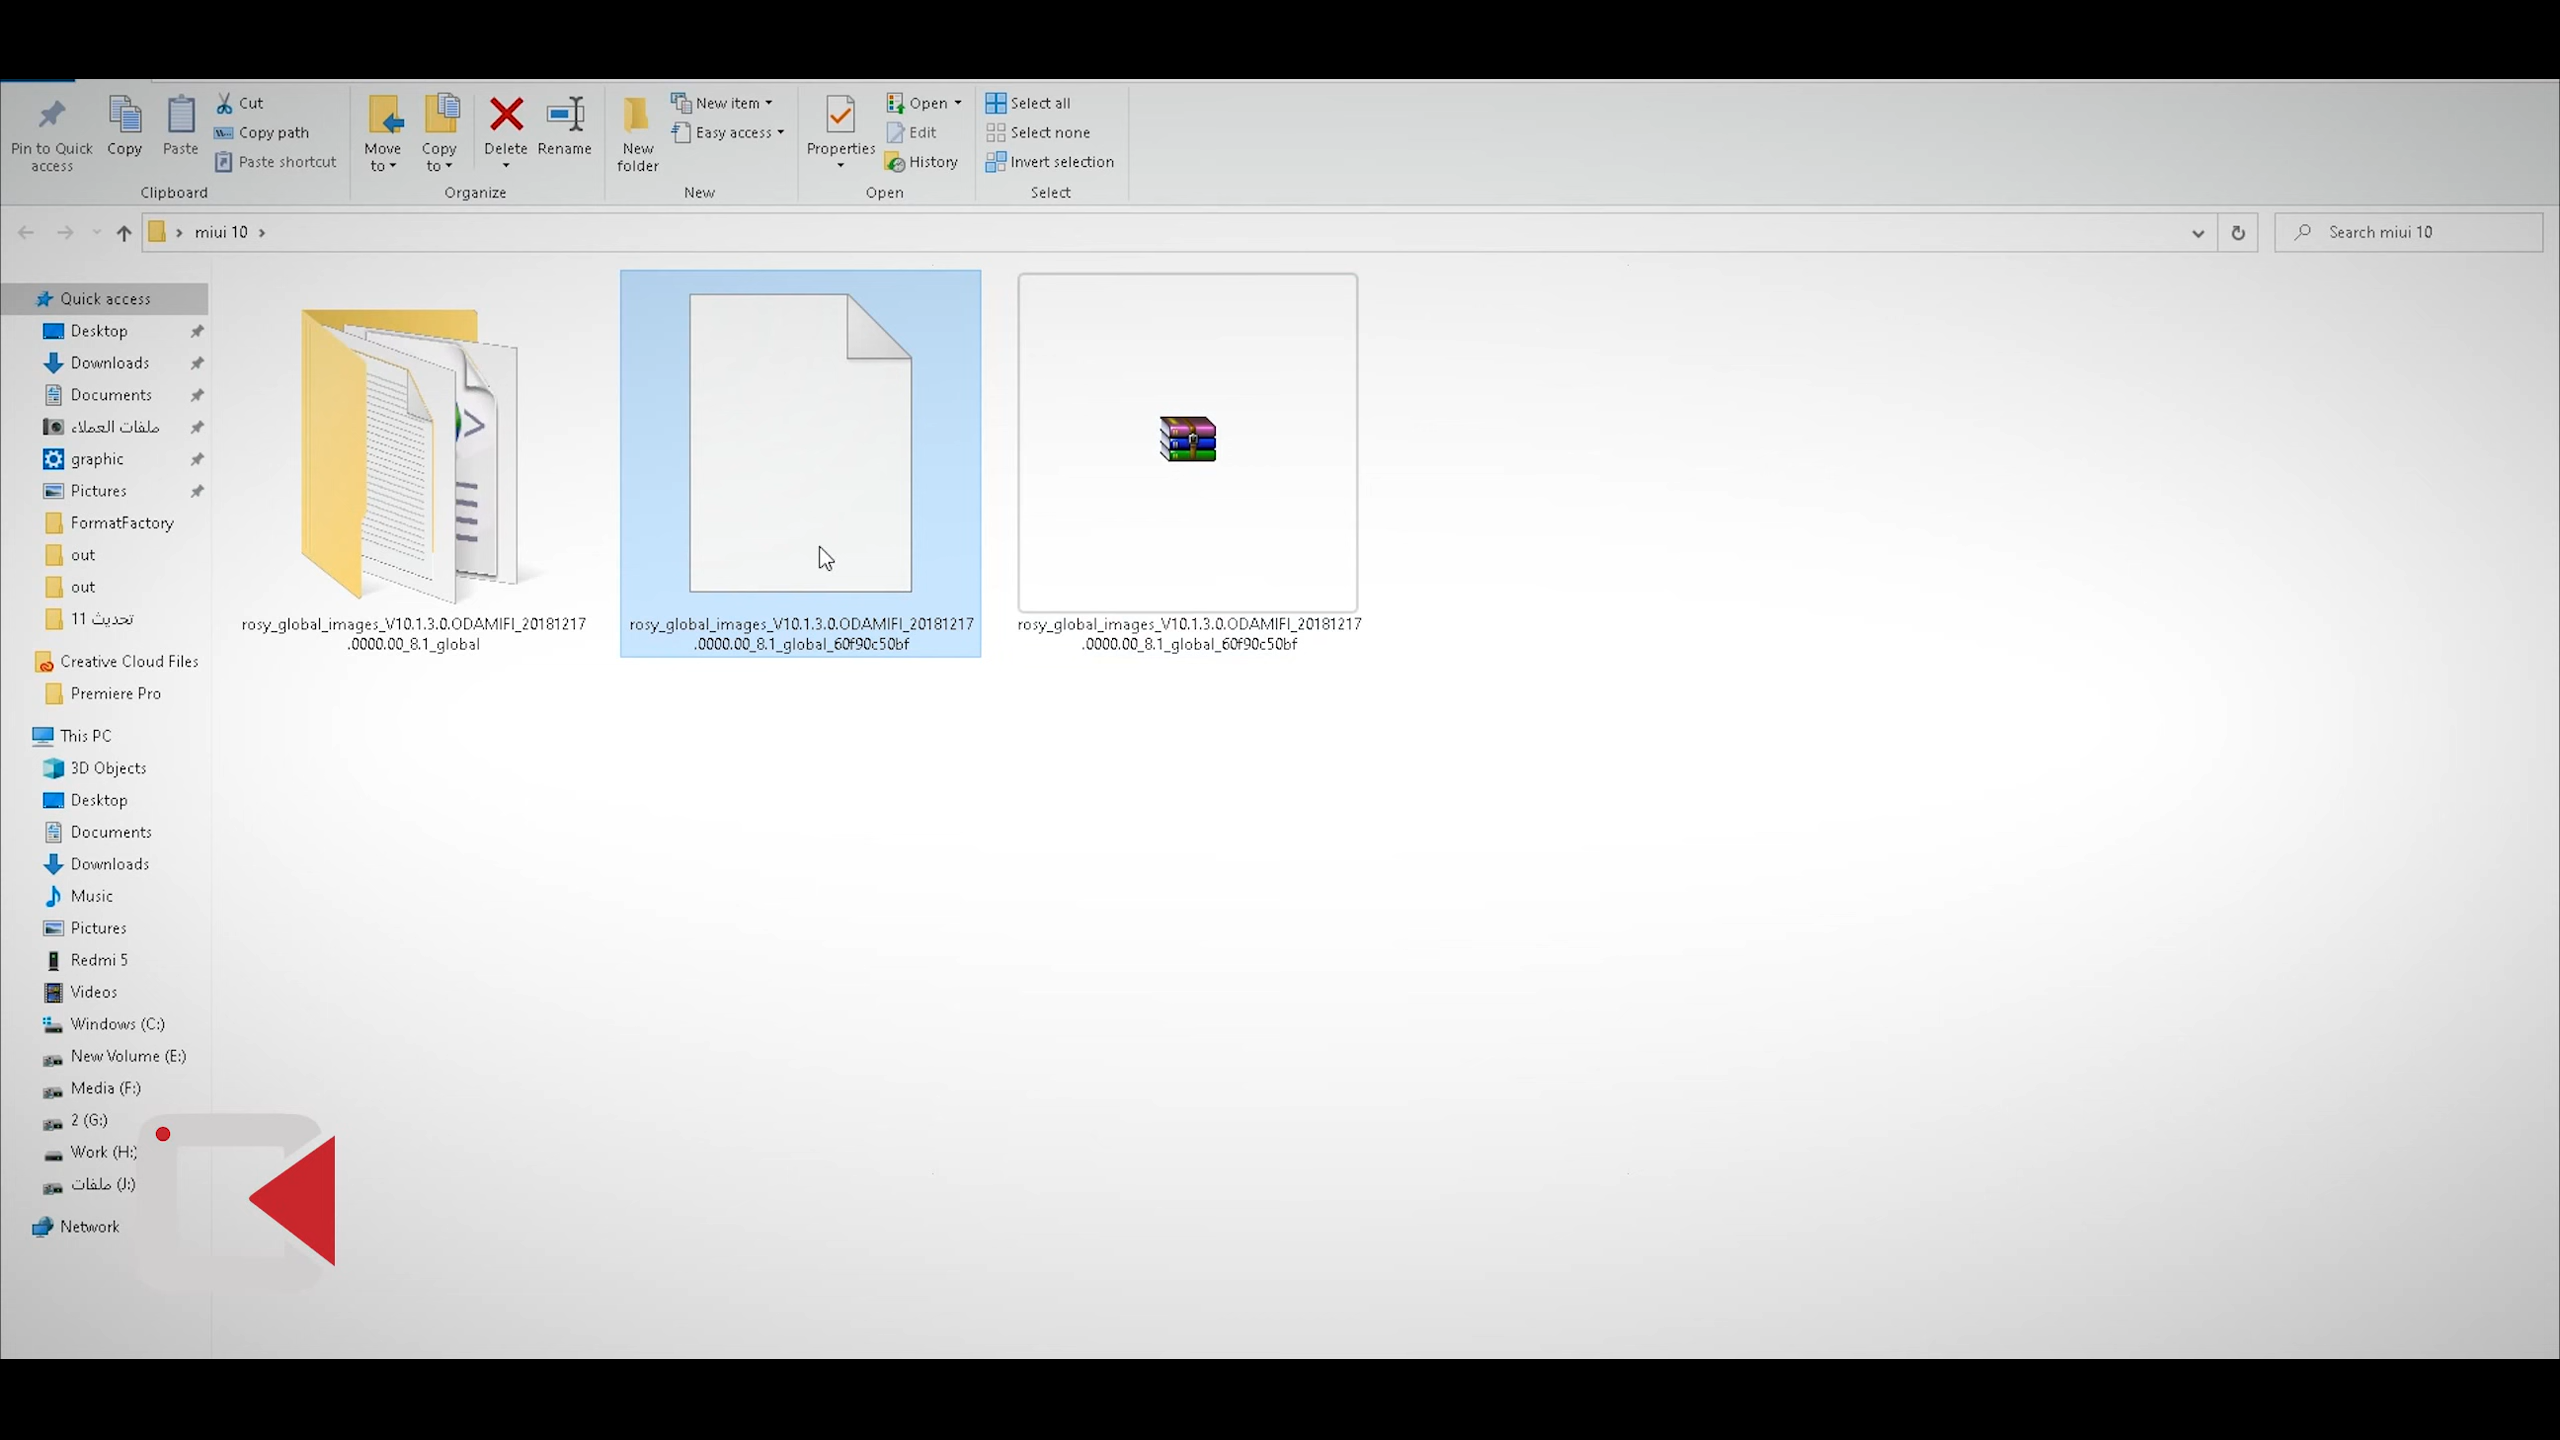 Pin to Quick access
Copy
Paste
Cut
Copy path
Paste shortcut
Clipboard
Move to
Copy to
Delete
Rename
Organize
New folder
New item
Easy access
New
Properties
Open
Edit
History
Open
Select all
Select none
Invert selection
Select
miui 10
Search miui 10
Quick access
Desktop
Downloads
Documents
ملفات العملاء
graphic
Pictures
FormatFactory
out
out
تحديث 11
Creative Cloud Files
Premiere Pro
This PC
3D Objects
Desktop
Documents
Downloads
Music
Pictures
Redmi 5
Videos
Windows (C:)
New Volume (E:)
Media (F:)
2 (G:)
Work (H:)
ملفات (J:)
Network
rosy_global_images_V10.1.3.0.ODAMIFI_20181217
.0000.00_8.1_global
rosy_global_images_V10.1.3.0.ODAMIFI_20181217
.0000.00_8.1_global_60f90c50bf
rosy_global_images_V10.1.3.0.ODAMIFI_20181217
.0000.00_8.1_global_60f90c50bf